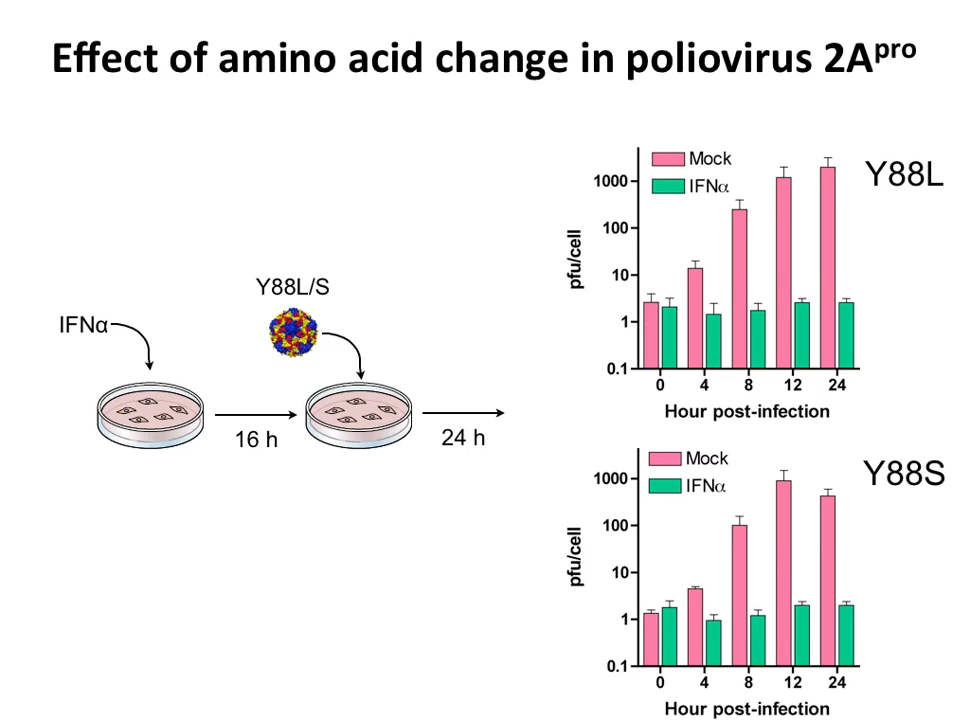 Effect of amino acid change in poliovirus 2Apro
IFNα
Y88L/S
16 h
24 h
Mock
IFNα
Y88L
1000
100
10
1
0.1
pfu/cell
0 4 8 12 24
Hour post-infection
Mock
IFNα
Y88S
1000
100
10
1
0.1
pfu/cell
0 4 8 12 24
Hour post-infection